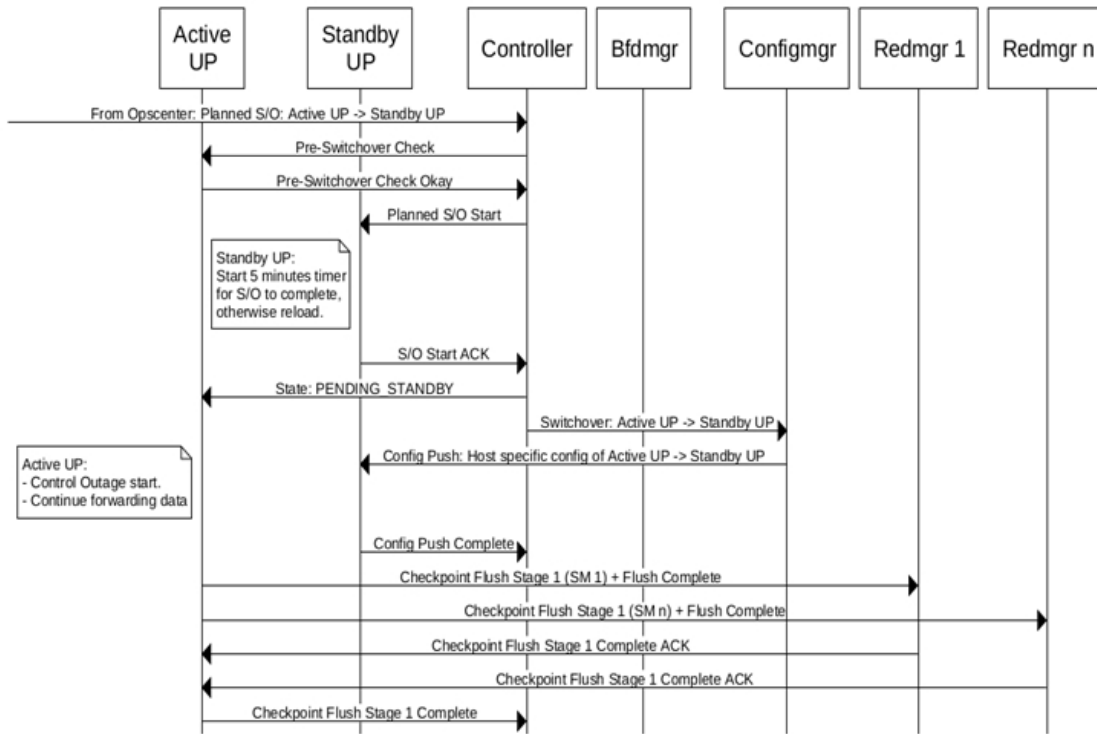 Active
UP
Standby
UP
Controller
Bfdmgr
Configmgr
Redmgr 1
Redmgr n
From Opscenter: Planned S/O: Active UP -> Standby UP
Pre-Switchover Check
Pre-Switchover Check Okay
Planned S/O Start
Standby UP:
Start 5 minutes timer
for S/O to complete,
otherwise reload.
S/O Start ACK
State: PENDING_STANDBY
Switchover: Active UP -> Standby UP
Config Push: Host specific config of Active UP -> Standby UP
Active UP:
- Control Outage start.
- Continue forwarding data
Config Push Complete
Checkpoint Flush Stage 1 (SM 1) + Flush Complete
Checkpoint Flush Stage 1 (SM n) + Flush Complete
Checkpoint Flush Stage 1 Complete ACK
Checkpoint Flush Stage 1 Complete ACK
Checkpoint Flush Stage 1 Complete